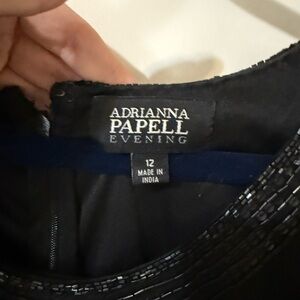 ADRIANNA
PAPELL
EVENING
12
MADE IN
INDIA